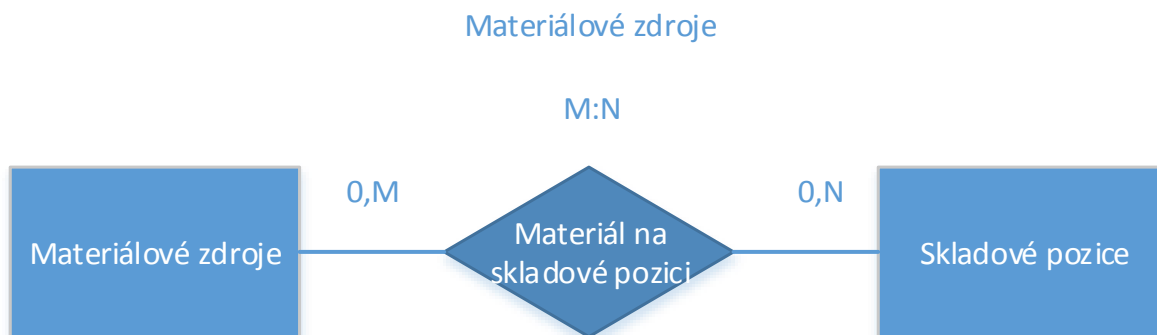 Materiálové zdroje
M:N
0,M
0,N
Materiálové zdroje
Materiál na
skladové pozici
Skladové pozice